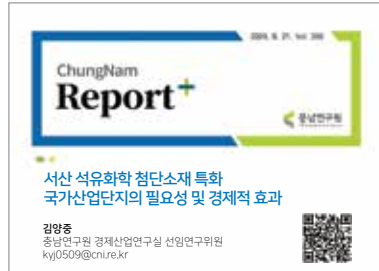 ChungNam
Report+
충남연구원
서산 석유화학 첨단소재 특화
국가산업단지의 필요성 및 경제적 효과
김양중
충남연구원 경제산업연구실 선임연구위원
kyj0509@cni.re.kr